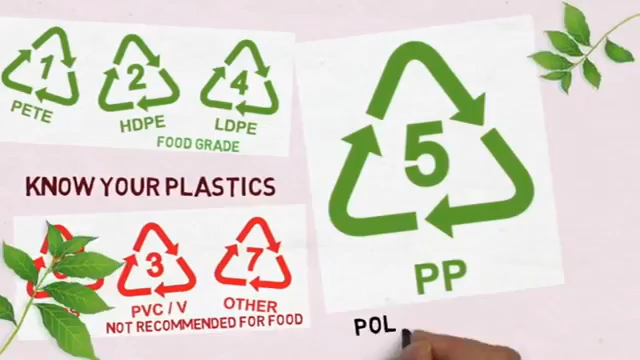 1 2 4
PETE HDPE LDPE
FOOD GRADE
KNOW YOUR PLASTICS
3 7
PVC / V OTHER
NOT RECOMMENDED FOR FOOD
5
PP
POL